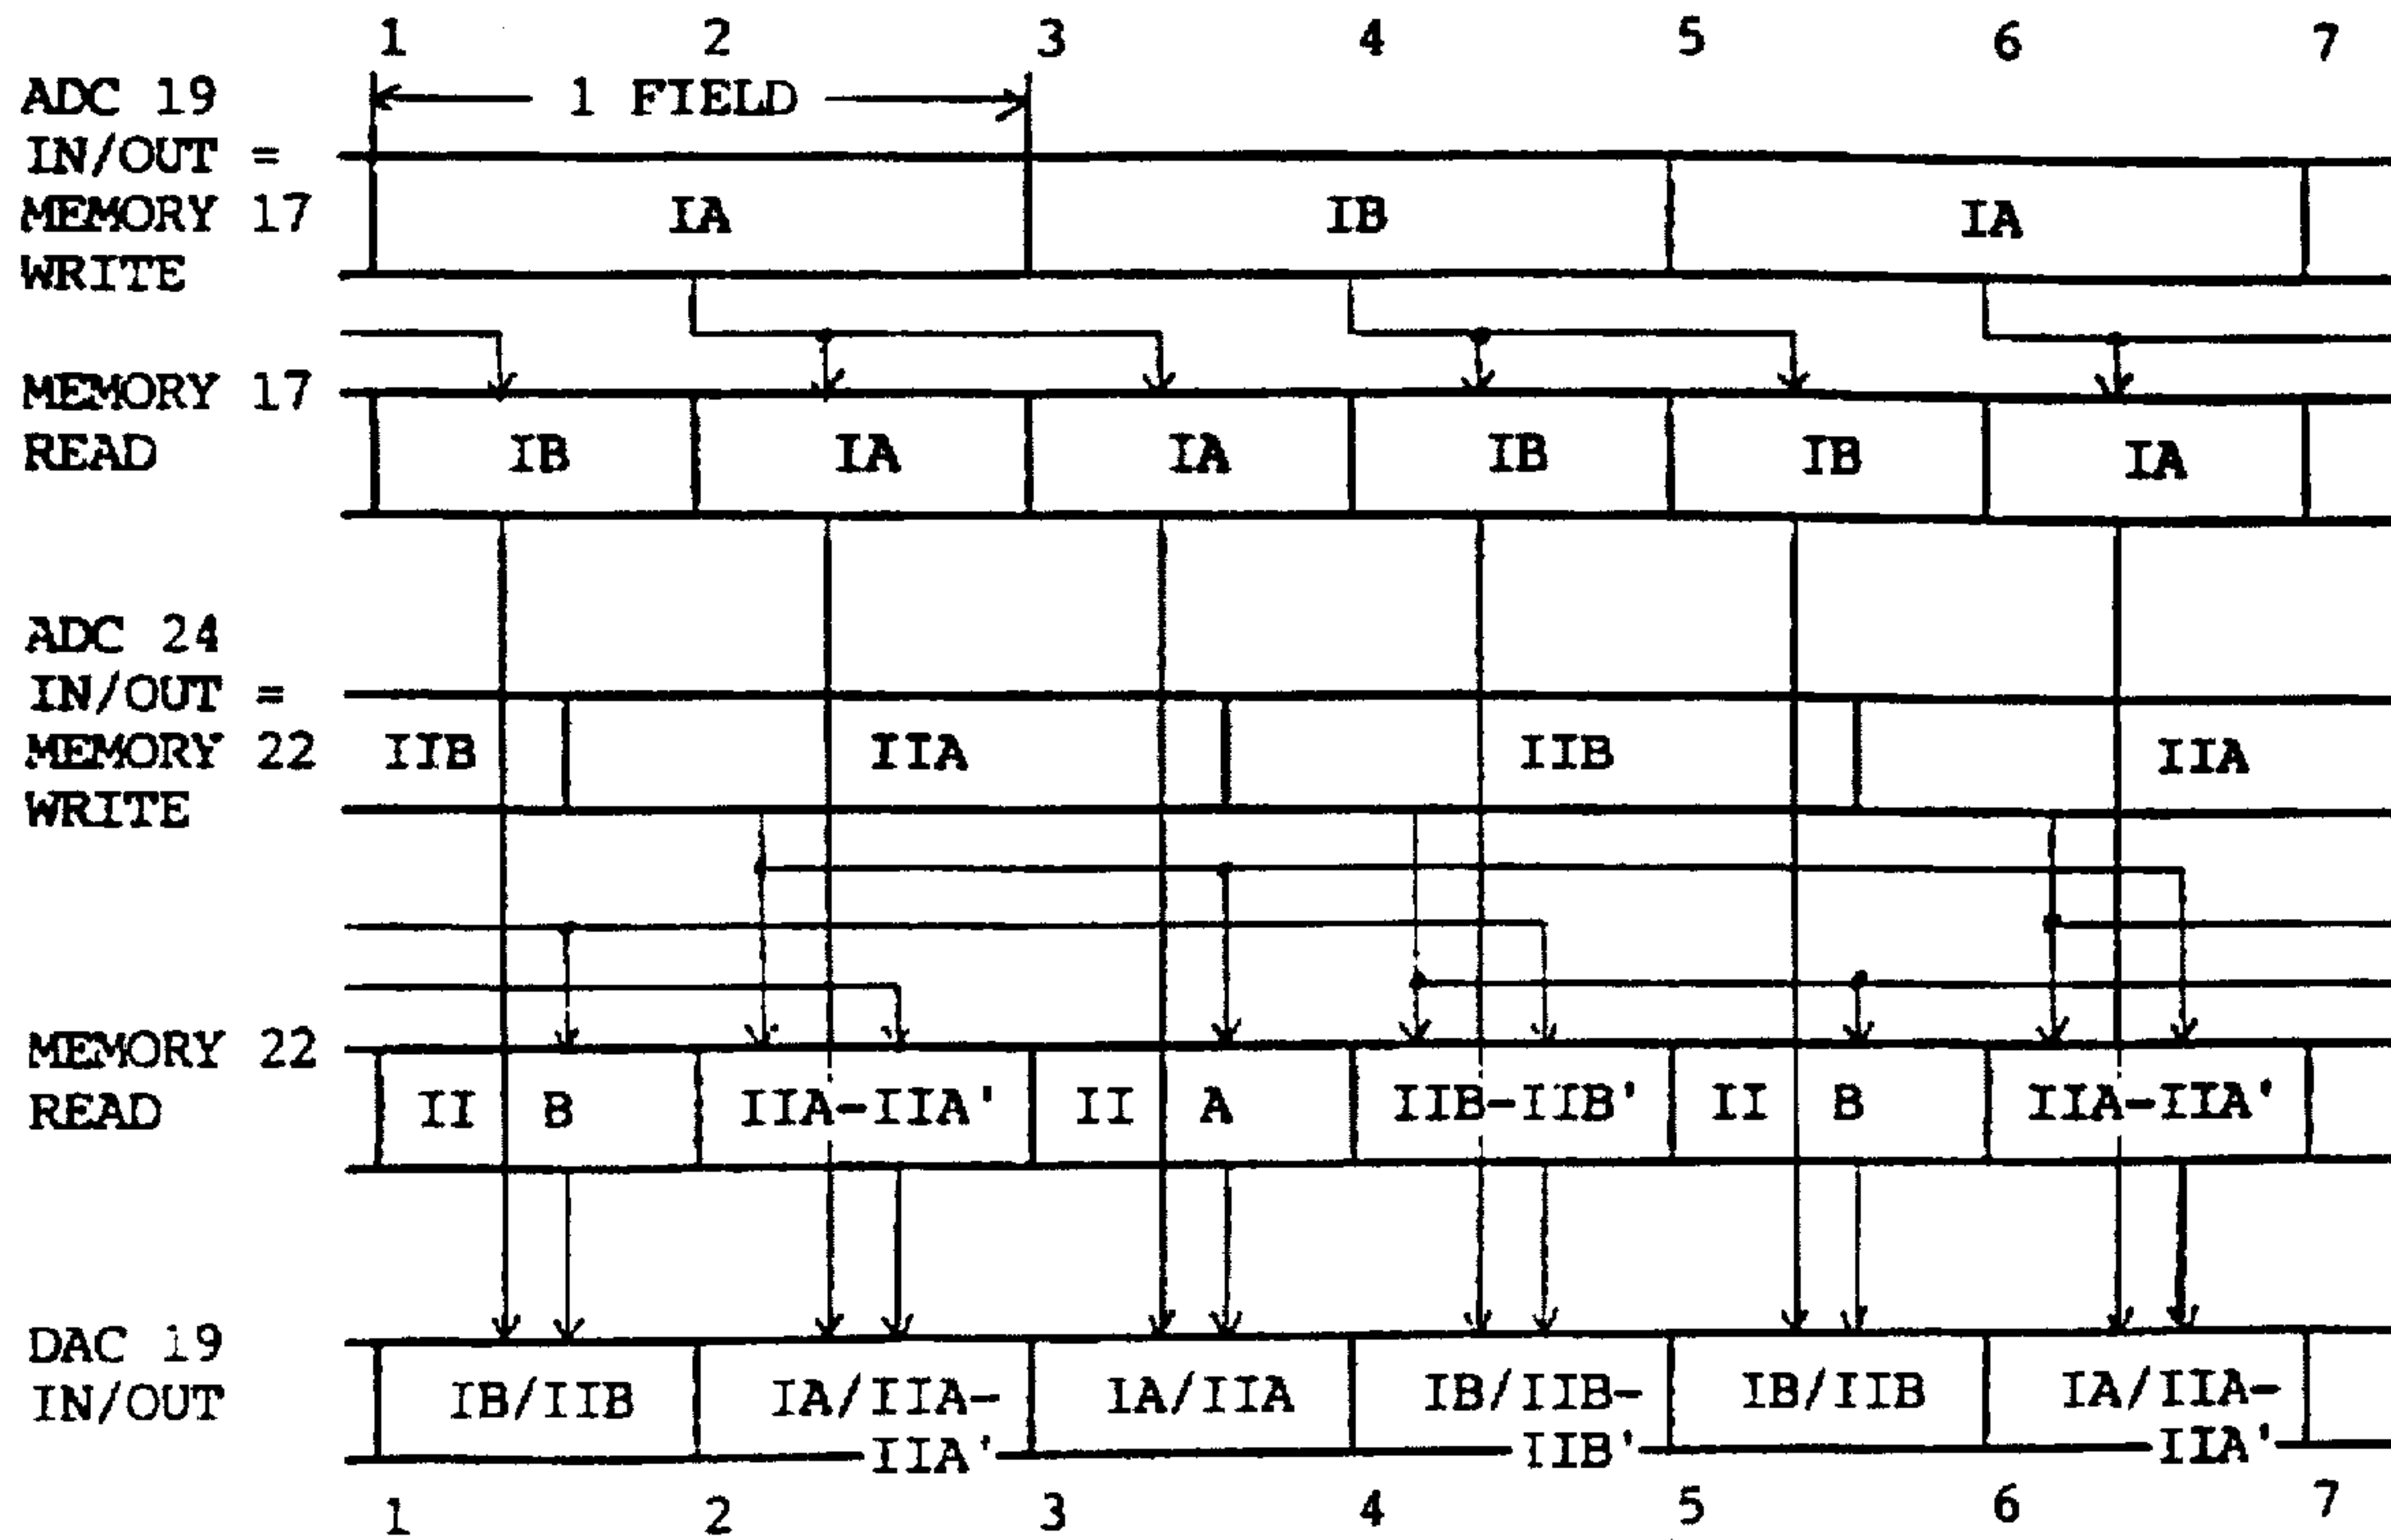 1 2 3 4 5 6 7
1 FIELD
ADC 19
IN/OUT =
MEMORY 17
WRITE
IA IB IA
MEMORY 17
READ
IB IA IA IB IB IA
ADC 24
IN/OUT =
MEMORY 22
WRITE
IIB IIA IIB IIA
MEMORY 22
READ
II B IIA-IIA' II A IIB-IIB' II B IIA-IIA'
DAC 19
IN/OUT
IB/IIB IA/IIA- IA/IIA IB/IIB- IB/IIB IA/IIA-
IIA' IIB' IIA'
1 2 3 4 5 6 7